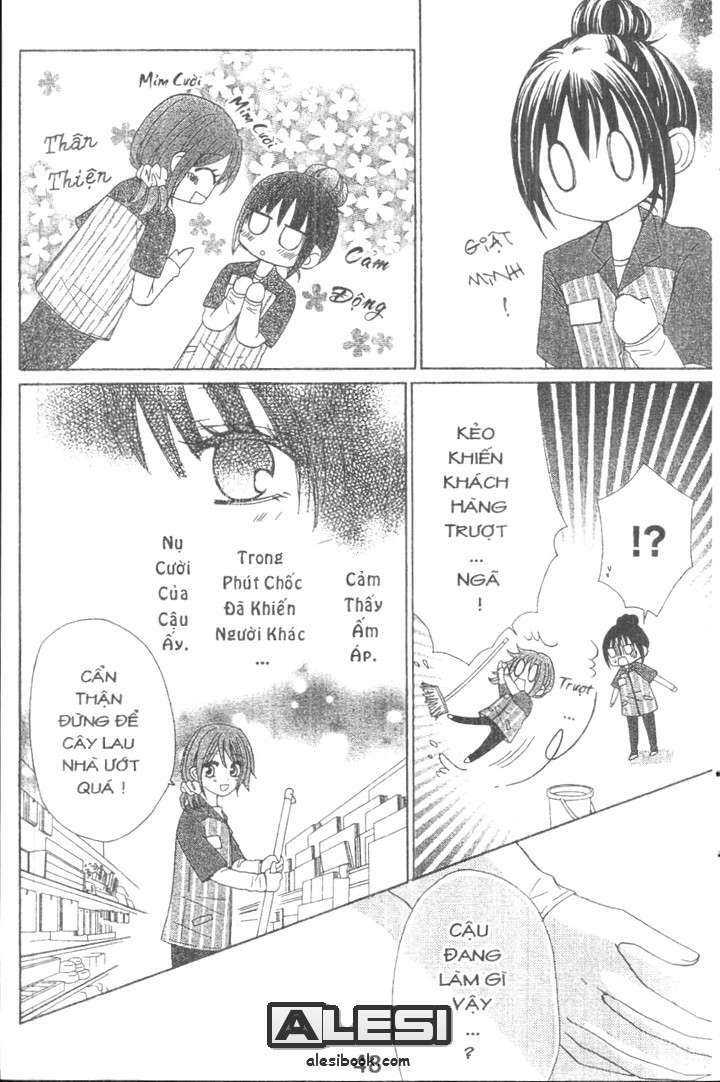 GIẬT
MÌNH
!
Mỉm Cười
Mỉm Cười
Thân
Thiện
Cảm
Động
Nụ
Cười
Của
Cậu
Ấy.
Trong
Phút Chốc
Đã Khiến
Người Khác
...
Cảm
Thấy
Ấm
Áp.
CẨN
THẬN
ĐỪNG ĐỂ
CÂY LAU
NHÀ ƯỚT
QUÁ !
KẺO
KHIẾN
KHÁCH
HÀNG
TRƯỢT
...
NGÃ
!
!?
Trượt
...
CẬU
ĐANG
LÀM GÌ
VẬY
...
?
ALESI
alesibook.com
48